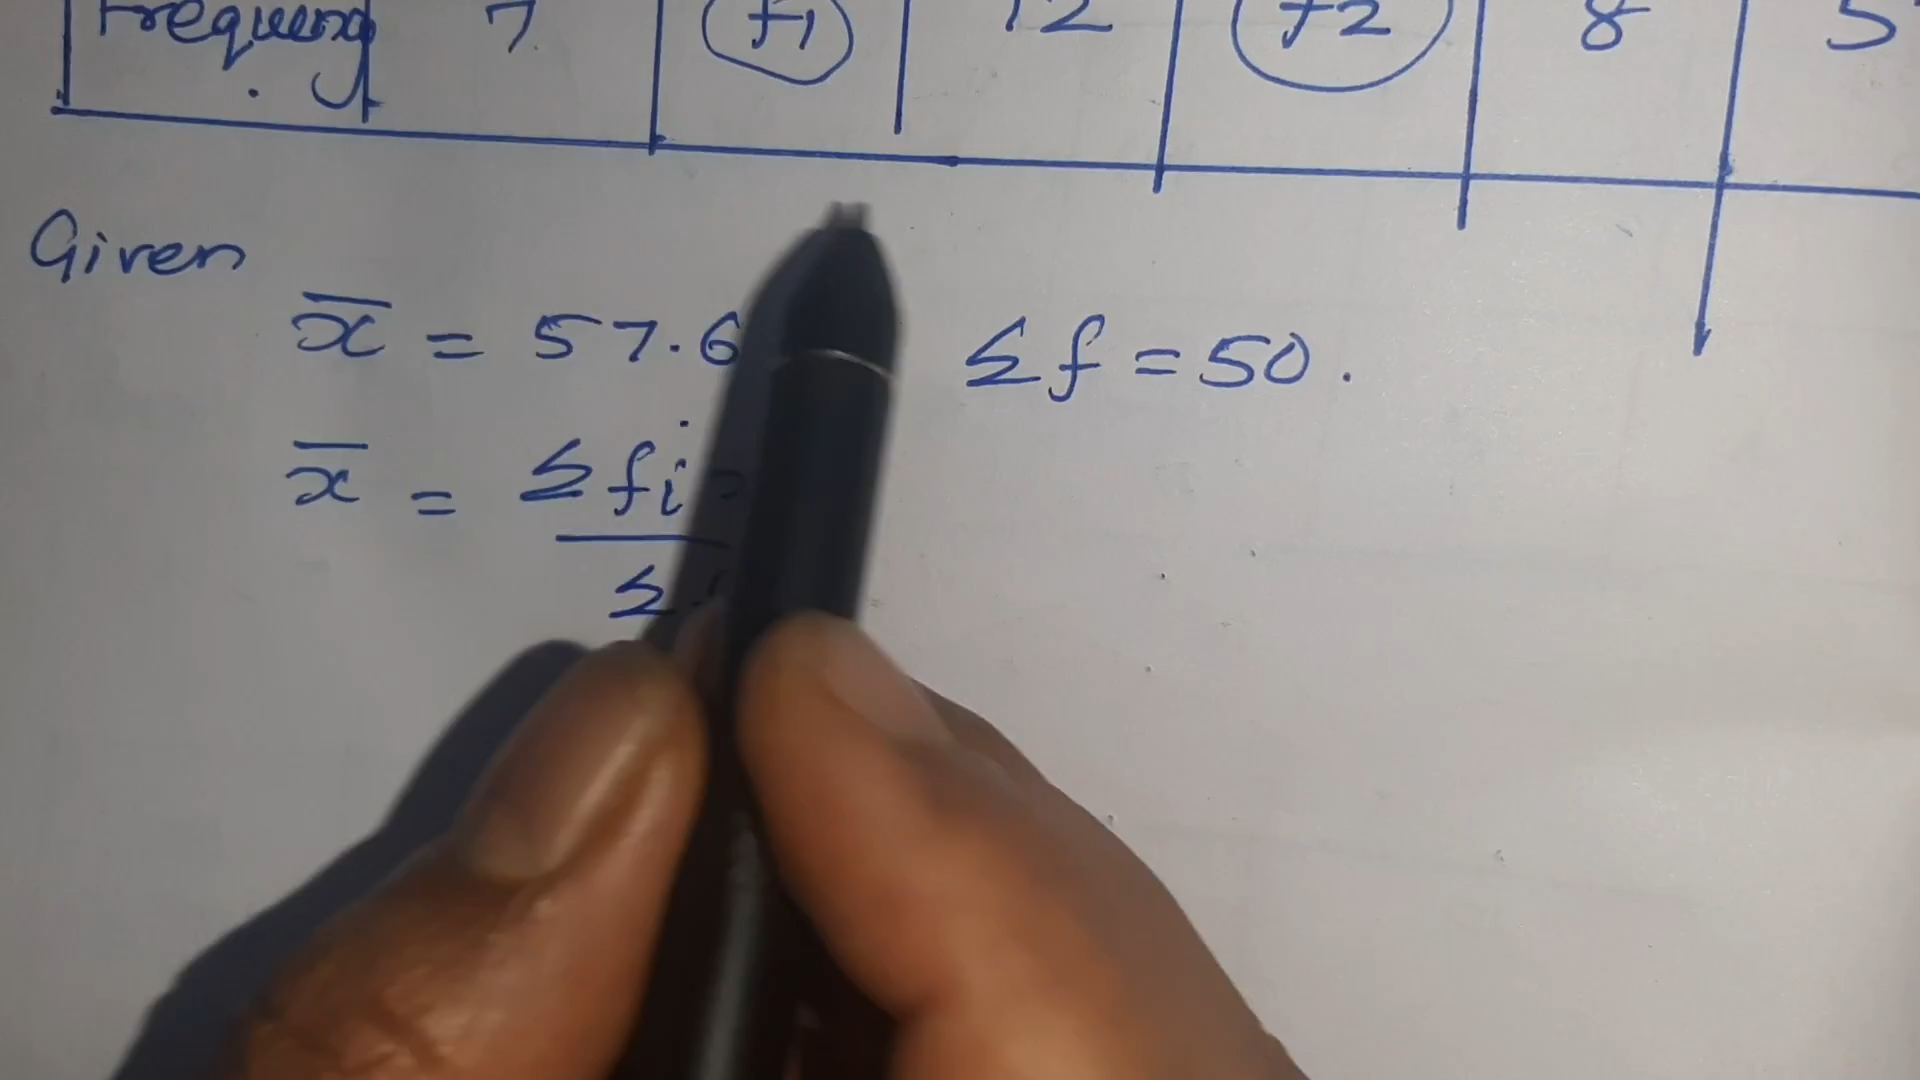 Frequency 7 f1 12 f2 8 5
Given
x̄ = 57.6 Σf = 50.
x̄ = Σfi
Σ